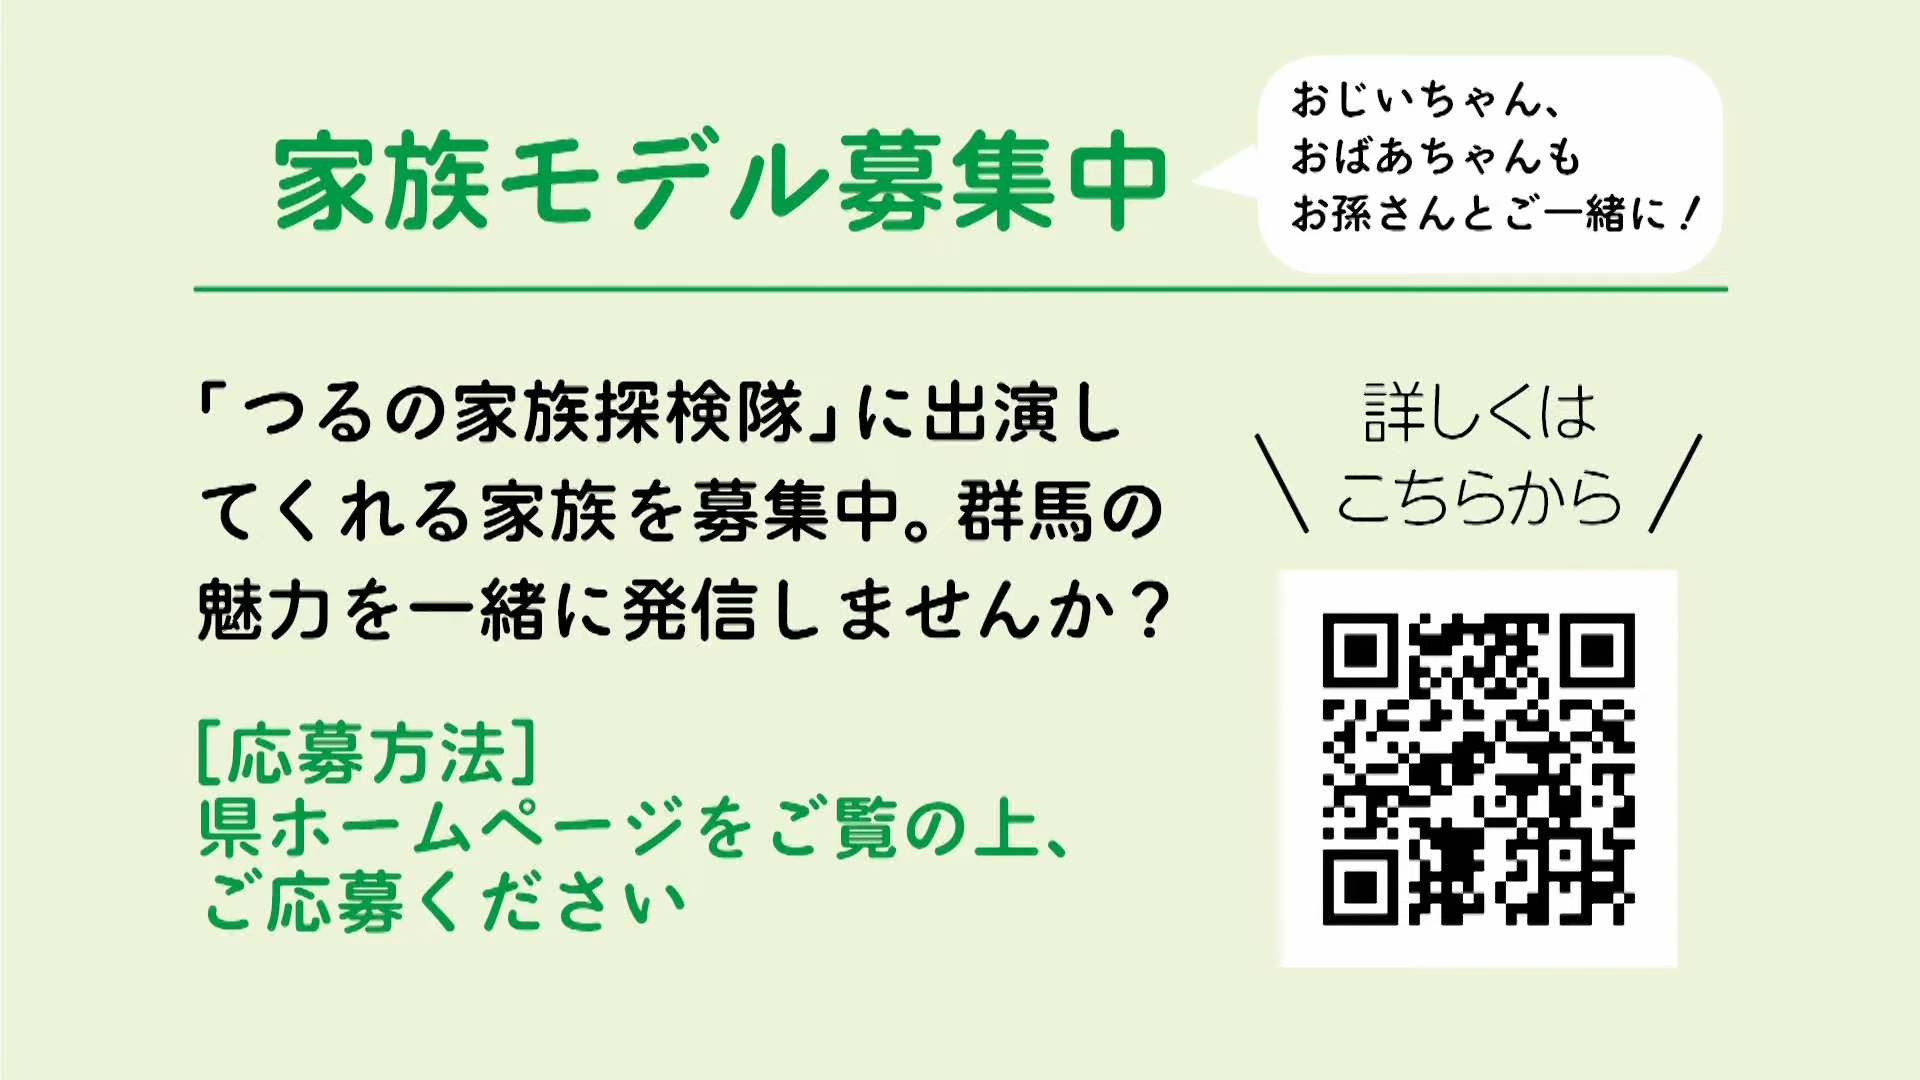 家族モデル募集中
おじいちゃん、
おばあちゃんも
お孫さんとご一緒に！
「つるの家族探検隊」に出演し
てくれる家族を募集中。群馬の
魅力を一緒に発信しませんか？
[応募方法]
県ホームページをご覧の上、
ご応募ください
詳しくは
こちらから